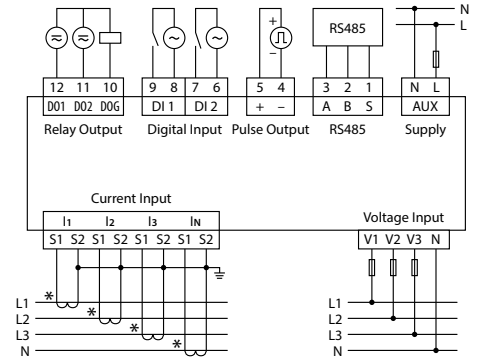 N
L
RS485
+
−
12 11 10 9 8 7 6 5 4 3 2 1 N L
DO1 DO2 DOG DI 1 DI 2 + − A B S AUX
Relay Output Digital Input Pulse Output RS485 Supply
Current Input
Voltage Input
I1 I2 I3 IN
S1 S2 S1 S2 S1 S2 S1 S2
V1 V2 V3 N
* L1
* L2
* L3
* N
L1
L2
L3
N